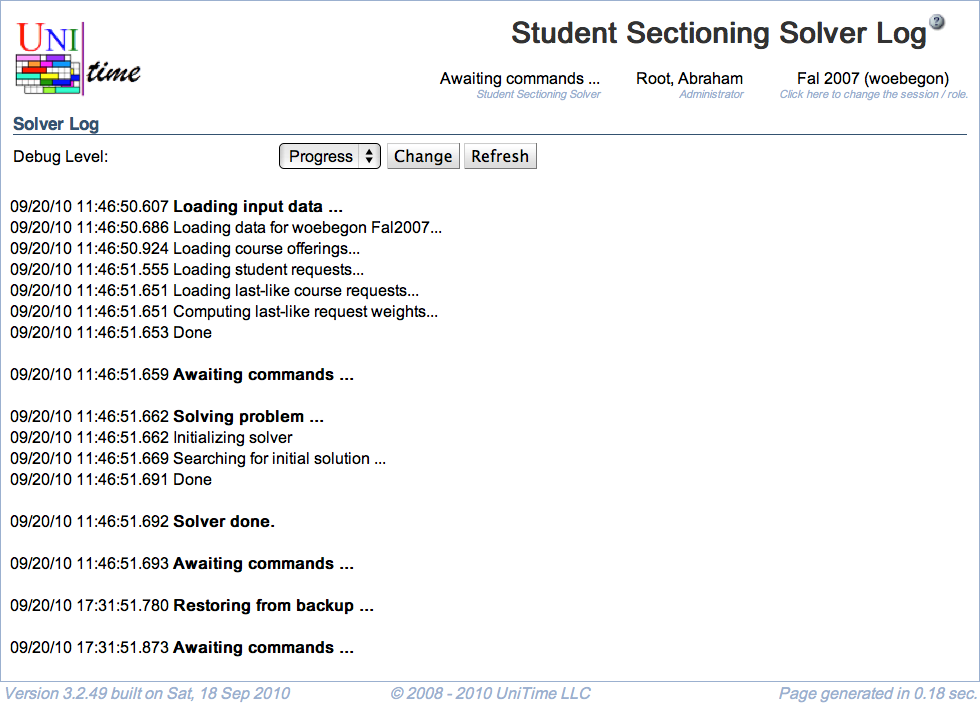 UNI
time
Student Sectioning Solver Log ?
Awaiting commands ... Root, Abraham Fal 2007 (woebegon)
Student Sectioning Solver Administrator Click here to change the session / role.
Solver Log
Debug Level: Progress Change Refresh
09/20/10 11:46:50.607 Loading input data ...
09/20/10 11:46:50.686 Loading data for woebegon Fal2007...
09/20/10 11:46:50.924 Loading course offerings...
09/20/10 11:46:51.555 Loading student requests...
09/20/10 11:46:51.651 Loading last-like course requests...
09/20/10 11:46:51.651 Computing last-like request weights...
09/20/10 11:46:51.653 Done
09/20/10 11:46:51.659 Awaiting commands ...
09/20/10 11:46:51.662 Solving problem ...
09/20/10 11:46:51.662 Initializing solver
09/20/10 11:46:51.669 Searching for initial solution ...
09/20/10 11:46:51.691 Done
09/20/10 11:46:51.692 Solver done.
09/20/10 11:46:51.693 Awaiting commands ...
09/20/10 17:31:51.780 Restoring from backup ...
09/20/10 17:31:51.873 Awaiting commands ...
Version 3.2.49 built on Sat, 18 Sep 2010 © 2008 - 2010 UniTime LLC Page generated in 0.18 sec.